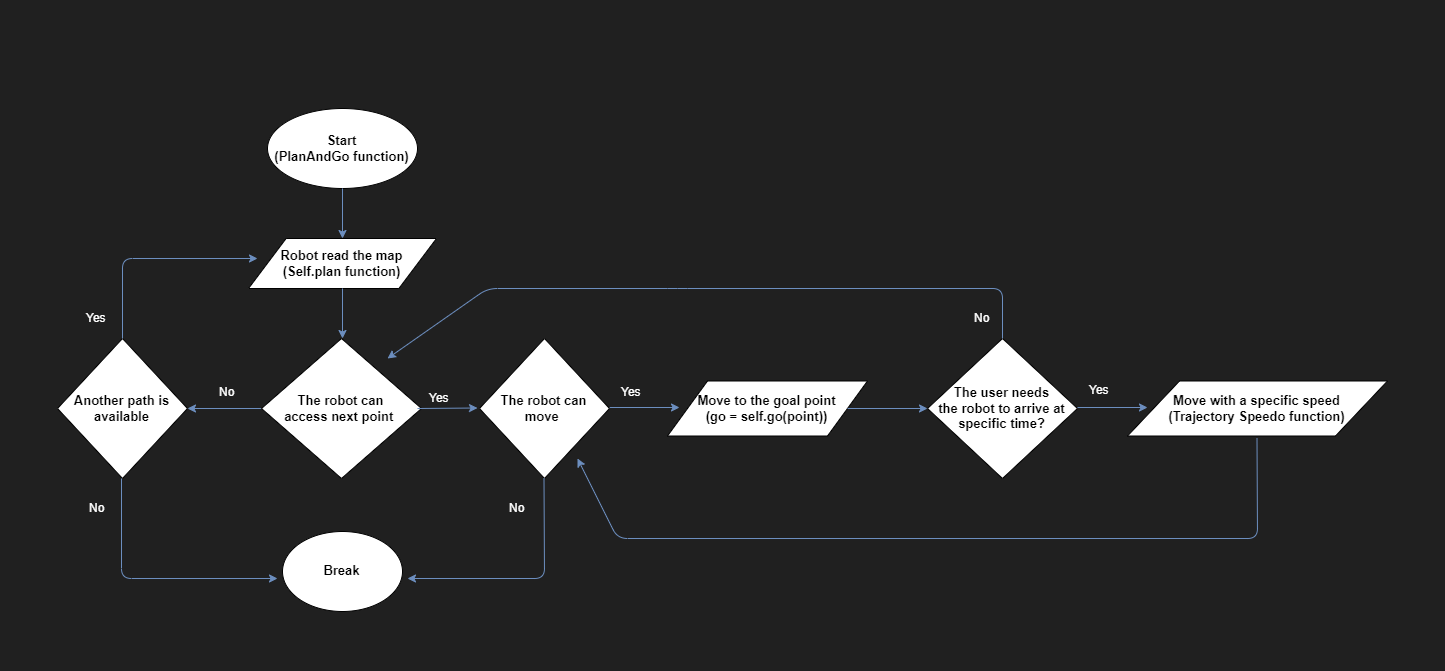 Start
(PlanAndGo function)
Robot read the map
(Self.plan function)
Yes
No
Another path is
available
No
The robot can
access next point
Yes
The robot can
move
Yes
Move to the goal point
(go = self.go(point))
The user needs
the robot to arrive at
specific time?
Yes
Move with a specific speed
(Trajectory Speedo function)
No
No
Break